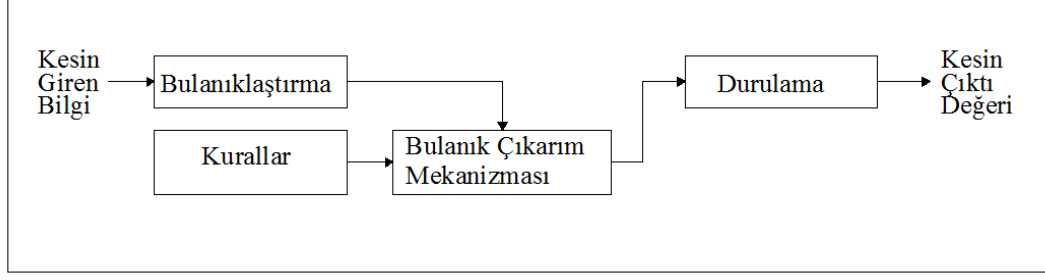 Kesin
Giren
Bilgi
Bulanıklaştırma
Kurallar
Bulanık Çıkarım
Mekanizması
Durulama
Kesin
Çıktı
Değeri